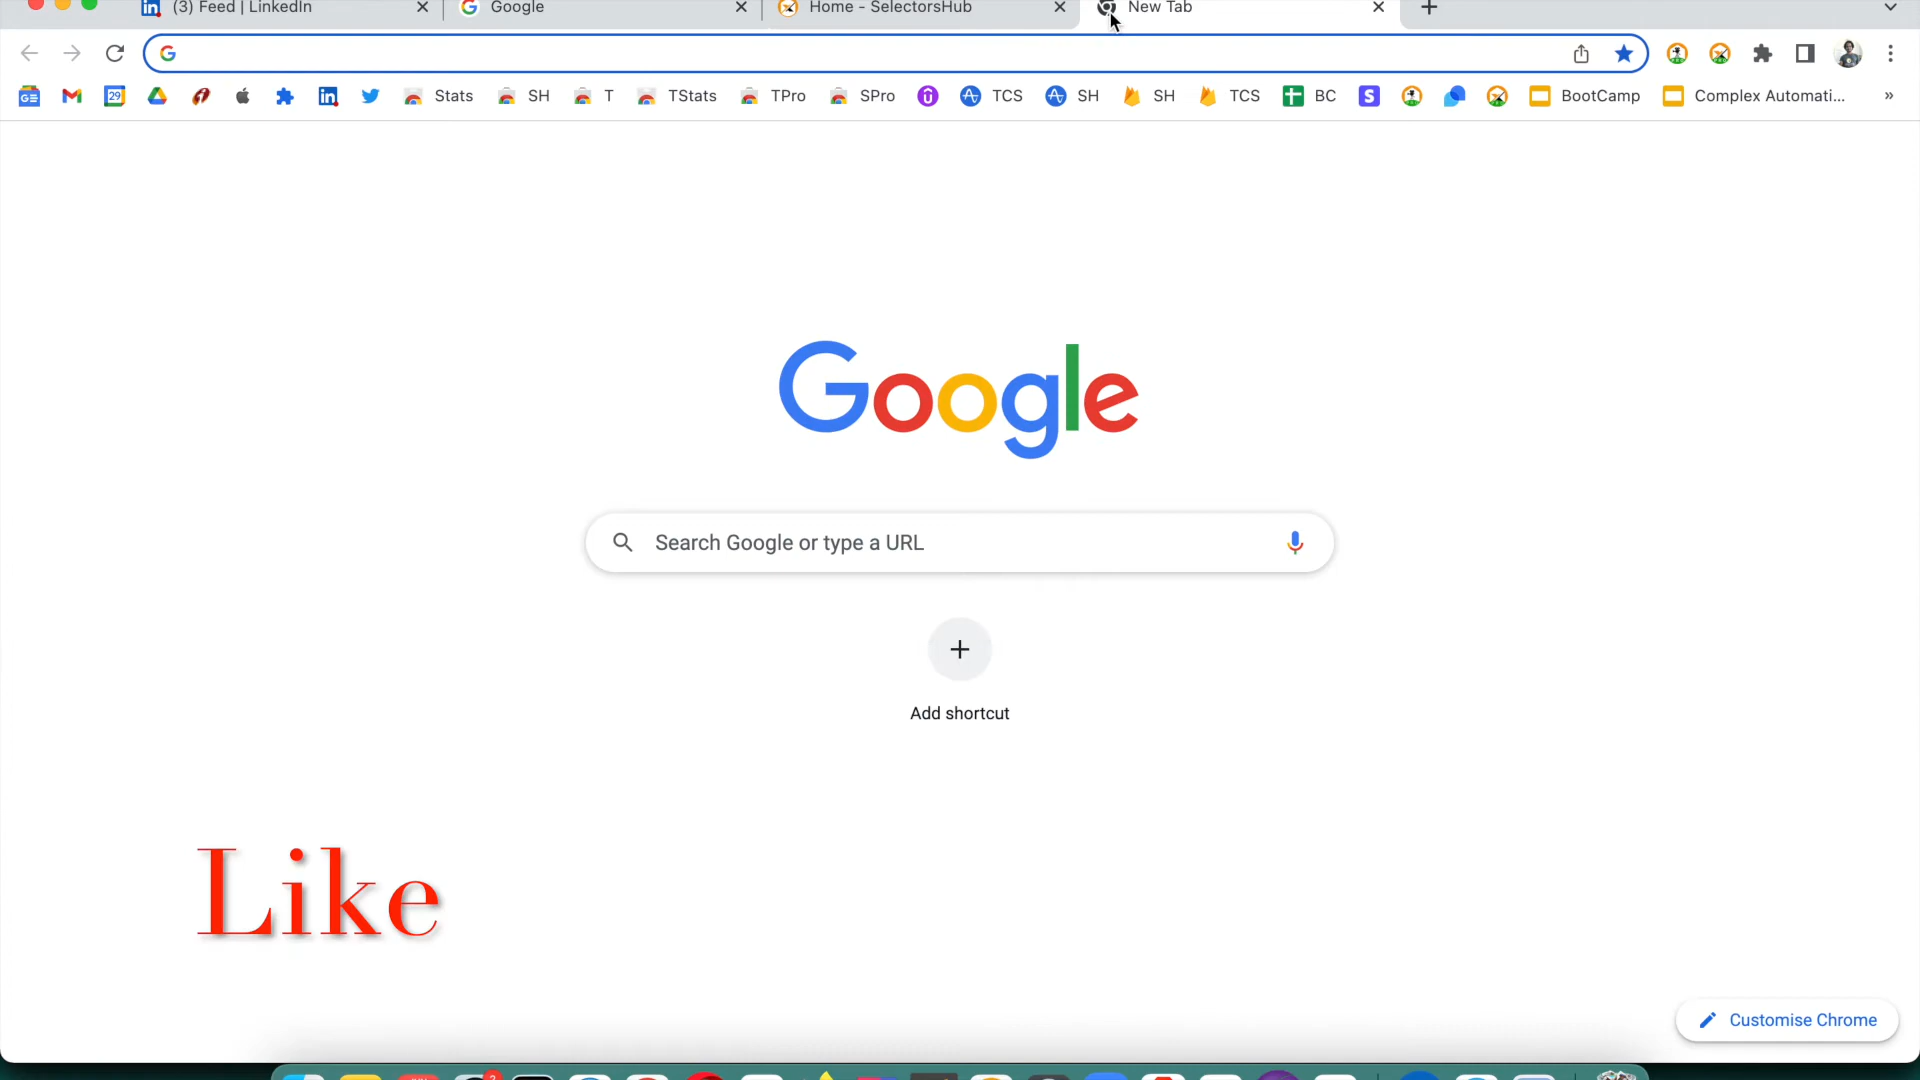 (3) Feed | LinkedIn
Google
Home - SelectorsHub
New Tab
Stats
SH
T
TStats
TPro
SPro
TCS
SH
SH
TCS
BC
BootCamp
Complex Automati...
Google
Search Google or type a URL
Add shortcut
Like
Customise Chrome